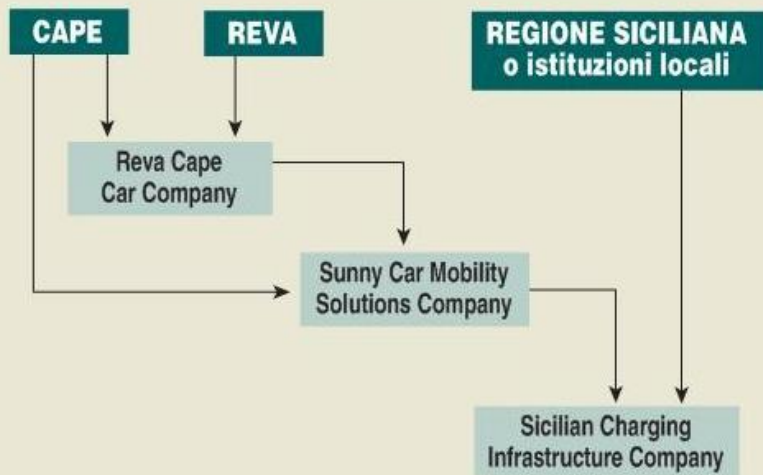 CAPE
REVA
REGIONE SICILIANA
o istituzioni locali
Reva Cape
Car Company
Sunny Car Mobility
Solutions Company
Sicilian Charging
Infrastructure Company